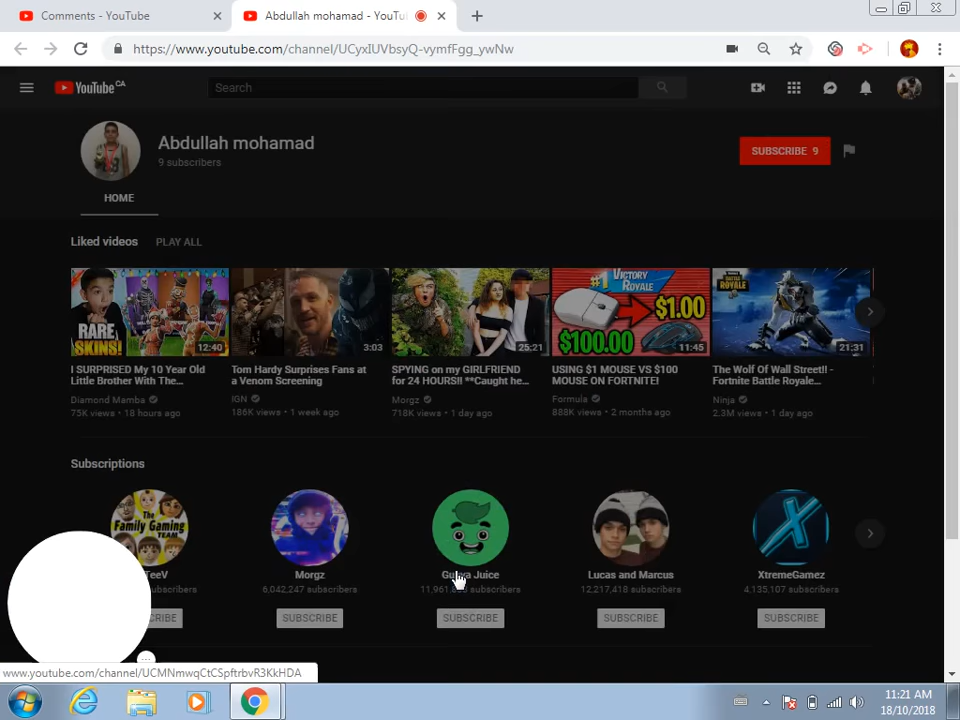 Comments - YouTube
Abdullah mohamad - YouTu
https://www.youtube.com/channel/UCyxIUVbsyQ-vymfFgg_ywNw
YouTube CA
Search
Abdullah mohamad
9 subscribers
SUBSCRIBE 9
HOME
Liked videos PLAY ALL
RARE SKINS!
12:40
3:03
25:21
#1 VICTORY ROYALE
$1.00
$100.00
11:45
BATTLE ROYALE
21:31
I SURPRISED My 10 Year Old Little Brother With The...
Diamond Mamba
75K views • 18 hours ago
Tom Hardy Surprises Fans at a Venom Screening
IGN
186K views • 1 week ago
SPYING on my GIRLFRIEND for 24 HOURS!! **Caught he...
Morgz
718K views • 1 day ago
USING $1 MOUSE VS $100 MOUSE ON FORTNITE!
Formula
888K views • 2 months ago
The Wolf Of Wall Street!! - Fortnite Battle Royale...
Ninja
2.3M views • 1 day ago
Subscriptions
The Family Gaming TEAM
TeeV
subscribers
Morgz
6,042,247 subscribers
SUBSCRIBE
Juice
subscribers
SUBSCRIBE
Lucas and Marcus
12,217,418 subscribers
SUBSCRIBE
XtremeGamez
4,135,107 subscribers
SUBSCRIBE
www.youtube.com/channel/UCMNmwqCtCSpftrbvR3KkHDA
11:21 AM
18/10/2018